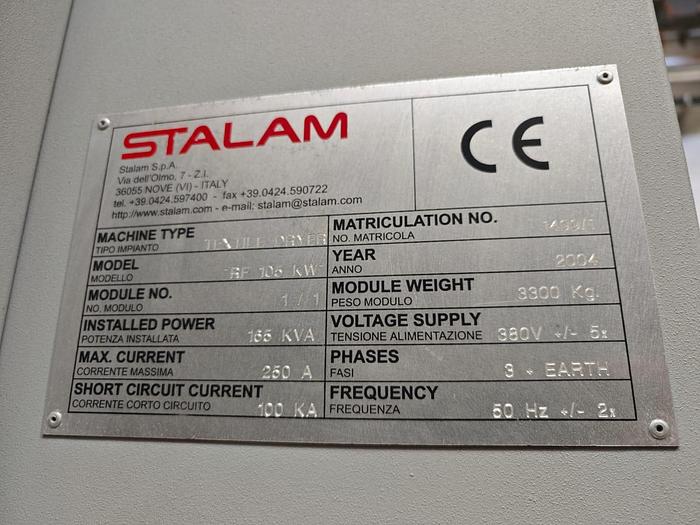 STALAM
CE
Stalam S.p.A.
Via dell'Olmo, 7 - Z.I.
36055 NOVE (VI) - ITALY
tel. +39.0424.597400 - fax +39.0424.590722
http://www.stalam.com - e-mail: stalam@stalam.com
MACHINE TYPE TEXTILE DRYER
TIPO IMPIANTO
MATRICULATION NO.
NO. MATRICOLA
MODEL RF 105 KW
MODELLO
YEAR 2004
ANNO
MODULE NO. 1 / 1
NO. MODULO
MODULE WEIGHT 3300 Kg.
PESO MODULO
INSTALLED POWER 165 KVA
POTENZA INSTALLATA
VOLTAGE SUPPLY 380V +/- 5%
TENSIONE ALIMENTAZIONE
MAX. CURRENT 250 A
CORRENTE MASSIMA
PHASES 3 + EARTH
FASI
SHORT CIRCUIT CURRENT 100 KA
CORRENTE CORTO CIRCUITO
FREQUENCY 50 Hz +/- 2%
FREQUENZA